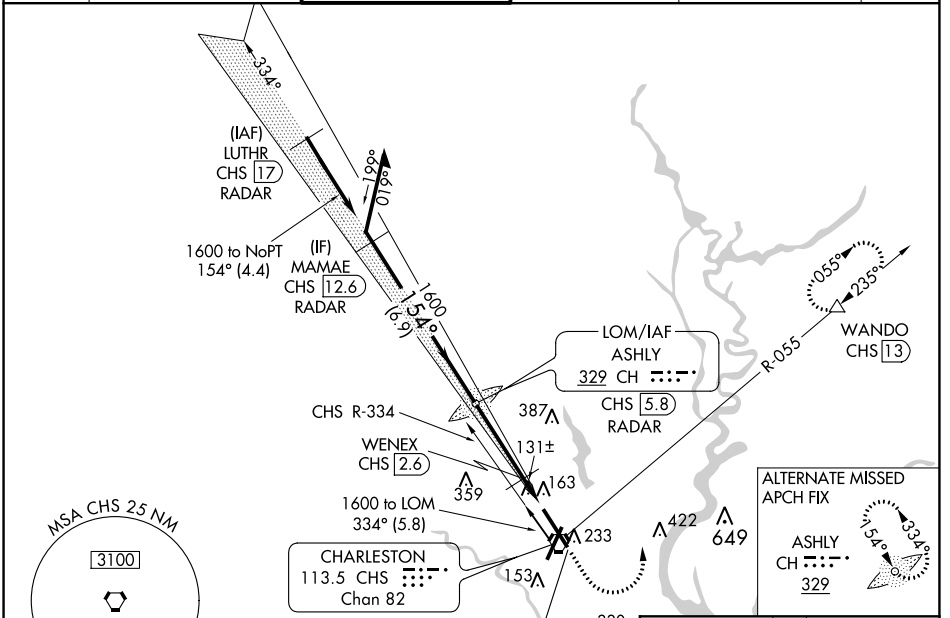 334°
(IAF)
LUTHR
CHS 17
RADAR
199°
019°
1600 to NoPT
154° (4.4)
(IF)
MAMAE
CHS 12.6
RADAR
1600
154°
(6.9)
055°
235°
WANDO
CHS 13
R-055
LOM/IAF
ASHLY
329 CH
CHS 5.8
RADAR
CHS R-334
387
WENEX
CHS 2.6
131±
163
359
1600 to LOM
334° (5.8)
233
422
649
CHARLESTON
113.5 CHS
Chan 82
153
MSA CHS 25 NM
3100
ALTERNATE MISSED
APCH FIX
ASHLY
CH
329
154°
334°